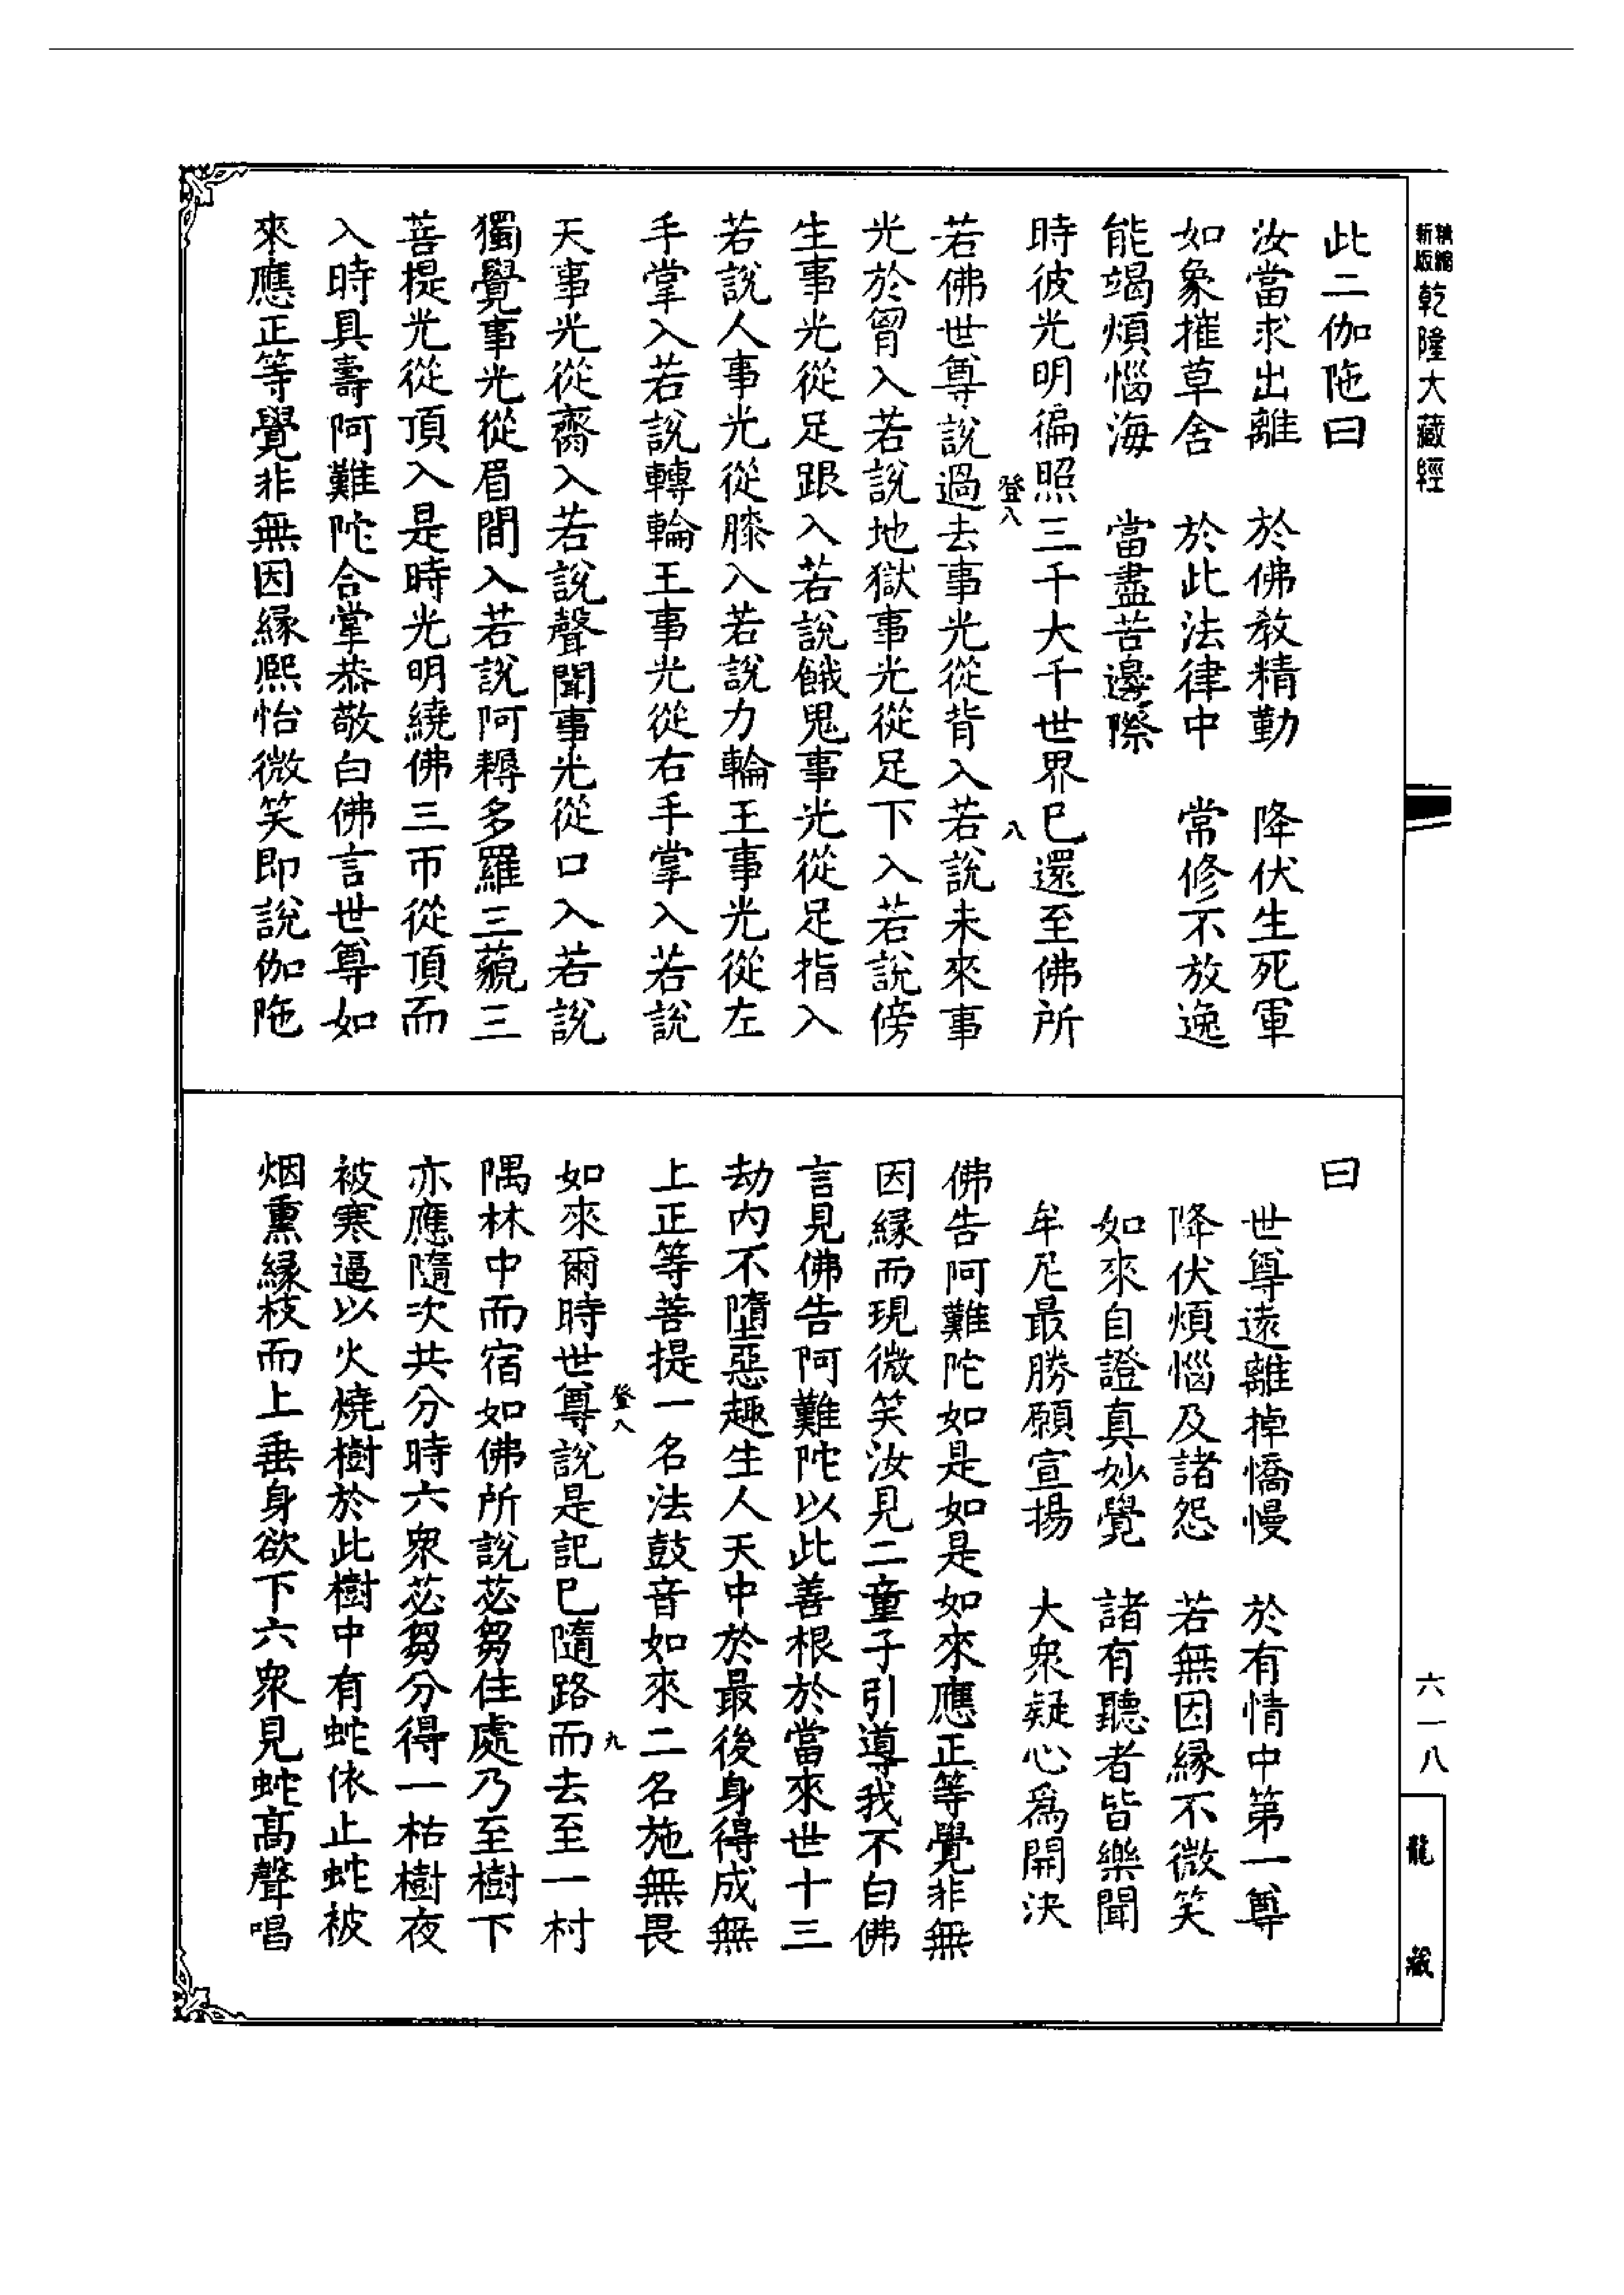 新版精縮乾隆大藏經
此二伽陁曰
汝當求出離　於佛教精勤　降伏生死軍
如象摧草舍　於此法律中　常修不放逸
能竭煩惱海　當盡苦邊際
時彼光明徧照三千大千世界已還至佛所
登八
八
若佛世尊說過去事光從背入若說未來事
光於胷入若說地獄事光從足下入若說傍
生事光從足跟入若說餓鬼事光從足指入
若說人事光從膝入若說力輪王事光從左
手掌入若說轉輪王事光從右手掌入若說
天事光從齋入若說聲聞事光從口入若說
獨覺事光從眉間入若說阿耨多羅三藐三
菩提光從頂入是時光明繞佛三帀從頂而
入時具壽阿難陀合掌恭敬白佛言世尊如
來應正等覺非無因緣熙怡微笑即說伽陁
曰
世尊遠離掉憍慢　於有情中第一尊
降伏煩惱及諸怨　若無因緣不微笑
如來自證真妙覺　諸有聽者皆樂聞
牟尼最勝願宣揚　大衆疑心爲開決
佛告阿難陀如是如是如來應正等覺非無
因緣而現微笑汝見二童子引導我不白佛
言見佛告阿難陀以此善根於當來世十三
劫内不墮惡趣生人天中於最後身得成無
上正等菩提一名法鼓音如來二名施無畏
登八
九
如來爾時世尊說是記已隨路而去至一村
隅林中而宿如佛所說苾芻住處乃至樹下
亦應隨次共分時六衆苾芻分得一枯樹夜
被寒逼以火燒樹於此樹中有蛇依止蛇被
烟熏緣枝而上垂身欲下六衆見蛇高聲唱
六一八
龍藏